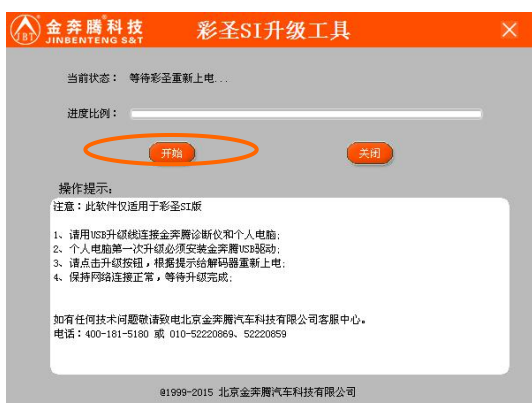 金奔腾科技
JINBENTENG S&T
JBT
彩圣SI升级工具
当前状态： 等待彩圣重新上电...
进度比例：
开始
关闭
操作提示：
注意：此软件仅适用于彩圣SI版
1、请用USB升级线连接金奔腾诊断仪和个人电脑；
2、个人电脑第一次升级必须安装金奔腾USB驱动；
3、请点击升级按钮，根据提示给解码器重新上电；
4、保持网络连接正常，等待升级完成；
如有任何技术问题敬请致电北京金奔腾汽车科技有限公司客服中心。
电话：400-181-5180 或 010-52220869、52220859
@1999-2015 北京金奔腾汽车科技有限公司